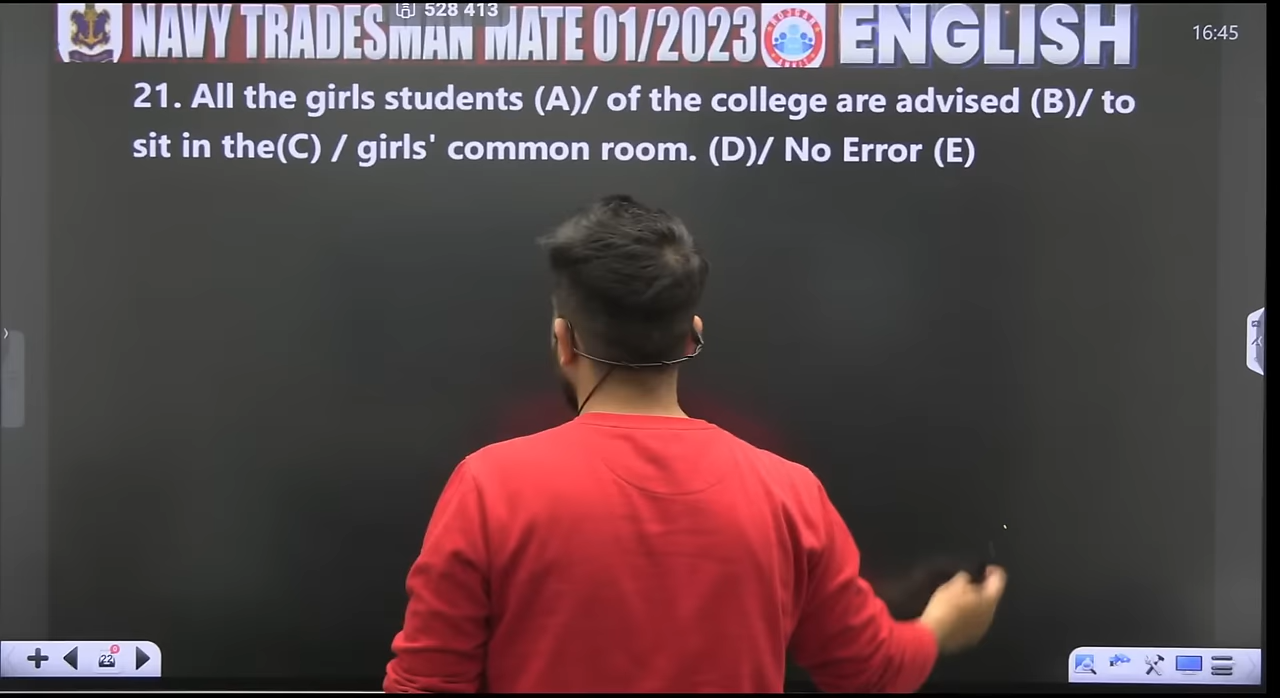 528 413
NAVY TRADESMAN MATE 01/2023 ENGLISH
16:45
21. All the girls students (A)/ of the college are advised (B)/ to
sit in the(C) / girls' common room. (D)/ No Error (E)